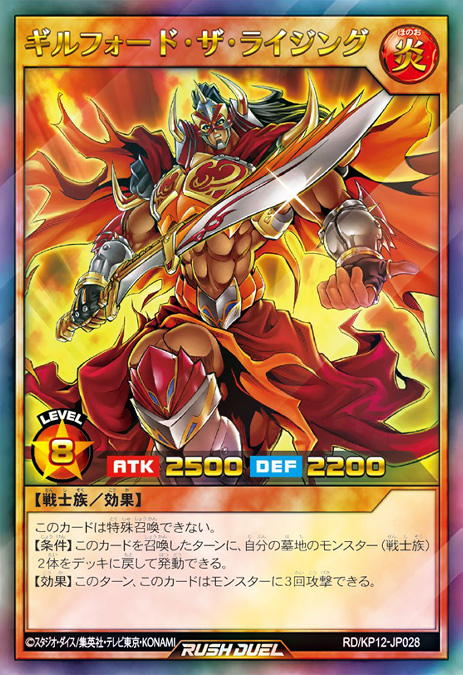 ギルフォード・ザ・ライジング
ほのお
炎
LEVEL
8
ATK 2500 DEF 2200
【戦士族/効果】
このカードは特殊召喚できない。
【条件】このカードを召喚したターンに、自分の墓地のモンスター(戦士族)
2体をデッキに戻して発動できる。
【効果】このターン、このカードはモンスターに3回攻撃できる。
©スタジオ・ダイス/集英社・テレビ東京・KONAMI
RUSH DUEL
RD/KP12-JP028